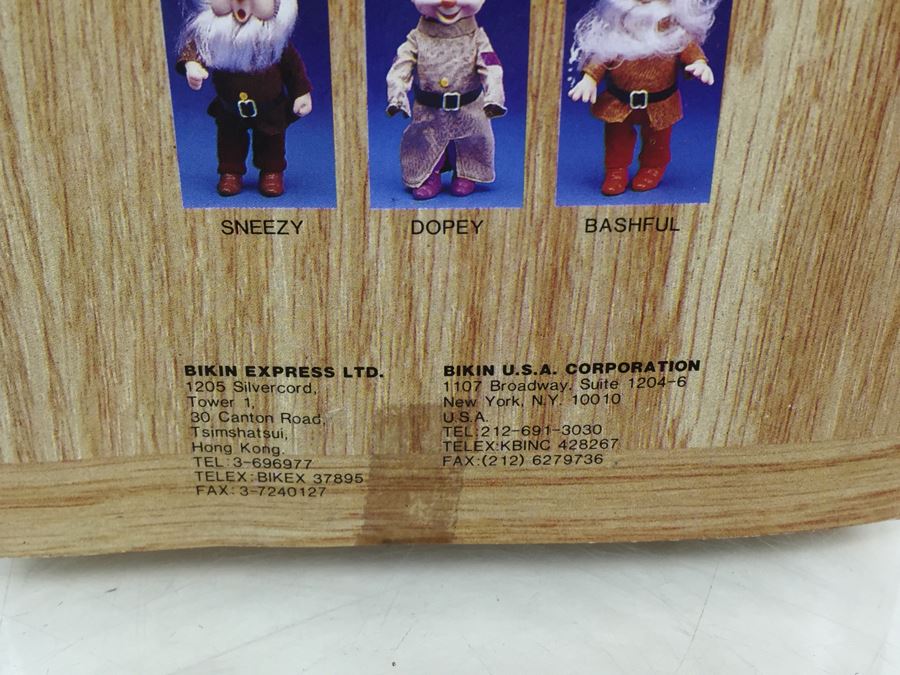 SNEEZY
DOPEY
BASHFUL
BIKIN EXPRESS LTD.
1205 Silvercord,
Tower 1,
30 Canton Road,
Tsimshatsui,
Hong Kong.
TEL:3-696977
TELEX:BIKEX 37895
FAX:3-7240127
BIKIN U.S.A. CORPORATION
1107 Broadway. Suite 1204-6
New York, N.Y. 10010
U.S.A.
TEL:212-691-3030
TELEX:KBINC 428267
FAX:(212) 6279736